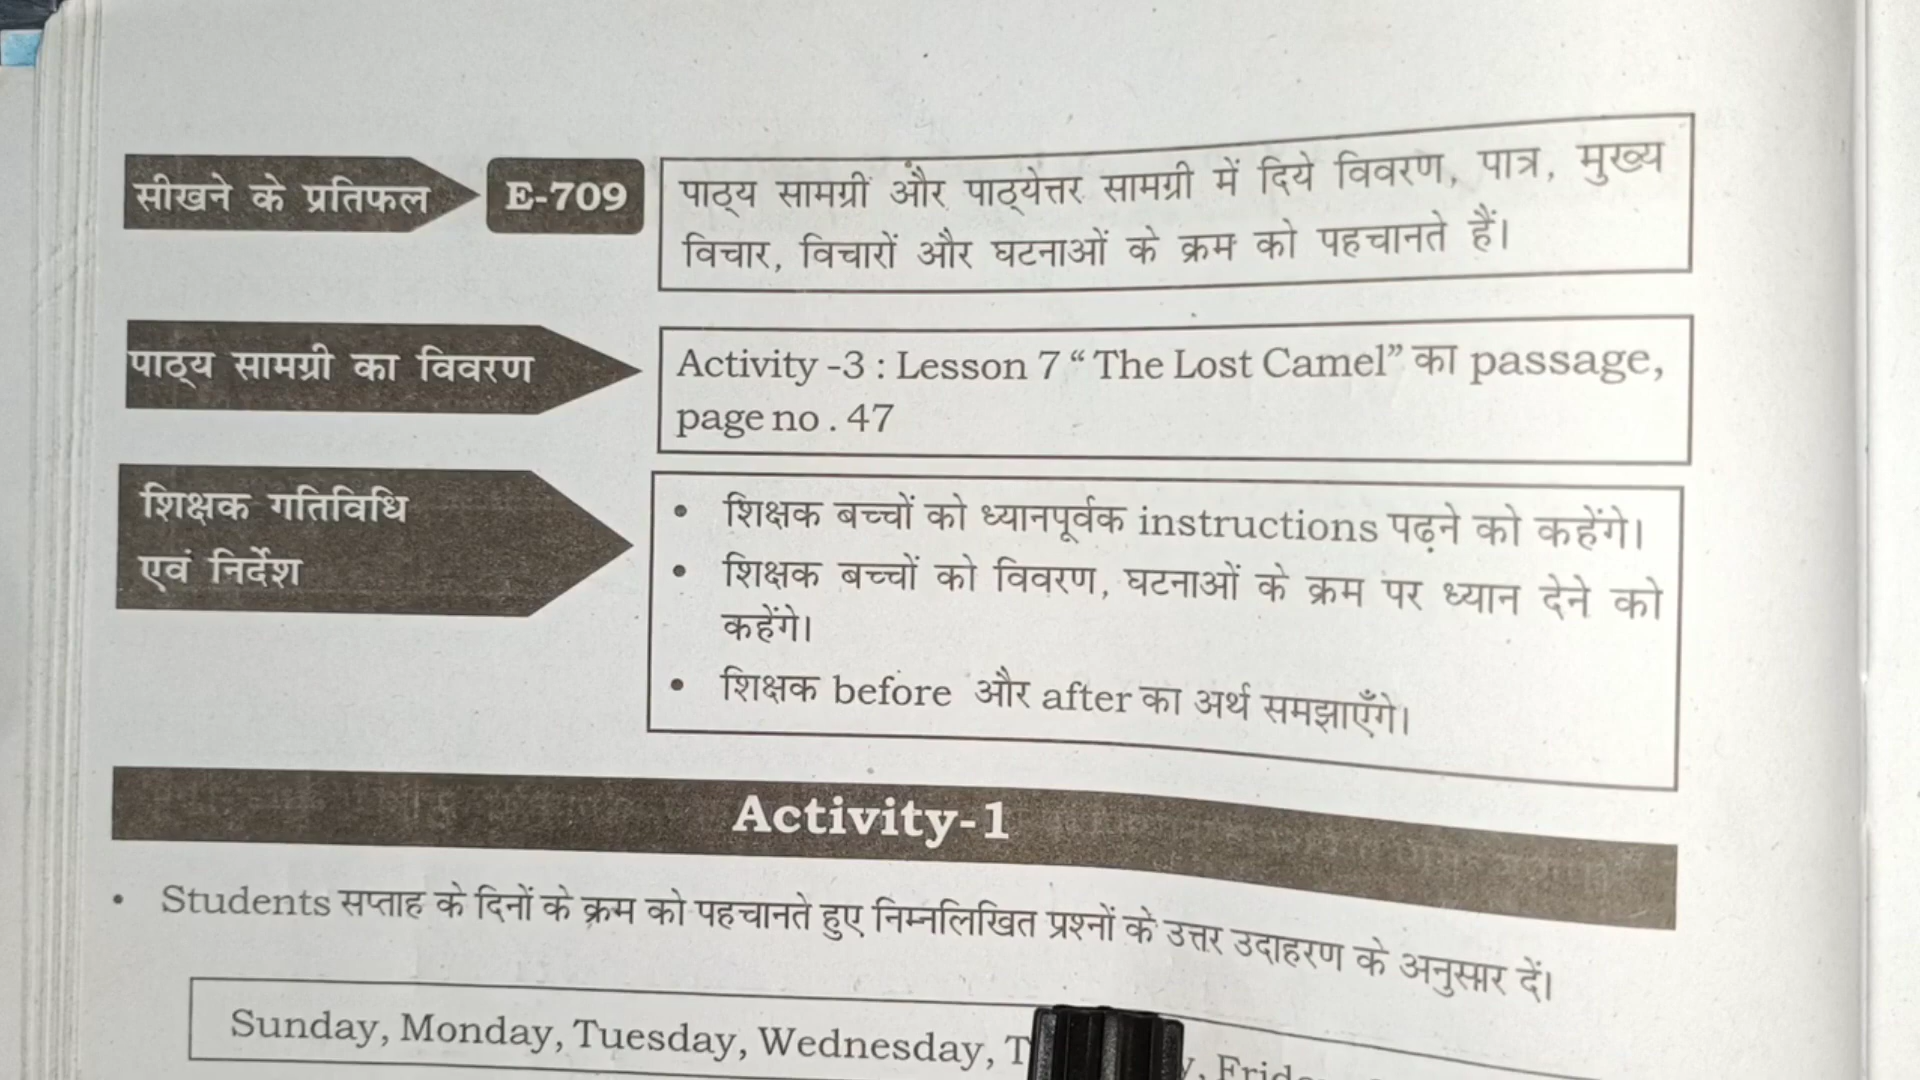 सीखने के प्रतिफल
E-709
पाठ्य सामग्री और पाठ्येत्तर सामग्री में दिये विवरण, पात्र, मुख्य
विचार, विचारों और घटनाओं के क्रम को पहचानते हैं।
पाठ्य सामग्री का विवरण
Activity -3 : Lesson 7 “ The Lost Camel” का passage,
page no . 47
शिक्षक गतिविधि
एवं निर्देश
• शिक्षक बच्चों को ध्यानपूर्वक instructions पढ़ने को कहेंगे।
• शिक्षक बच्चों को विवरण, घटनाओं के क्रम पर ध्यान देने को
कहेंगे।
• शिक्षक before और after का अर्थ समझाएँगे।
Activity-1
• Students सप्ताह के दिनों के क्रम को पहचानते हुए निम्नलिखित प्रश्नों के उत्तर उदाहरण के अनुसार दें।
Sunday, Monday, Tuesday, Wednesday,